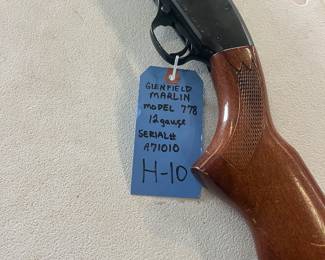 GLENFIELD
MARLIN
MODEL 778
12 gauge
SERIAL#
A71010
H-10